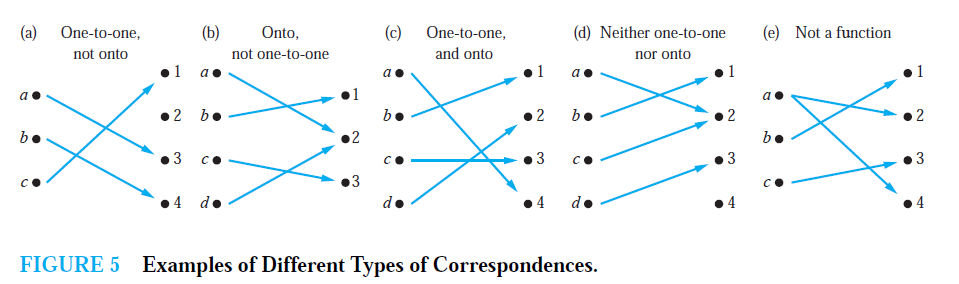 (a) One-to-one,
not onto
a
b
c
1
2
3
4
(b) Onto,
not one-to-one
a
b
c
d
1
2
3
(c) One-to-one,
and onto
a
b
c
d
1
2
3
4
(d) Neither one-to-one
nor onto
a
b
c
d
1
2
3
4
(e) Not a function
a
b
c
1
2
3
4
FIGURE 5 Examples of Different Types of Correspondences.